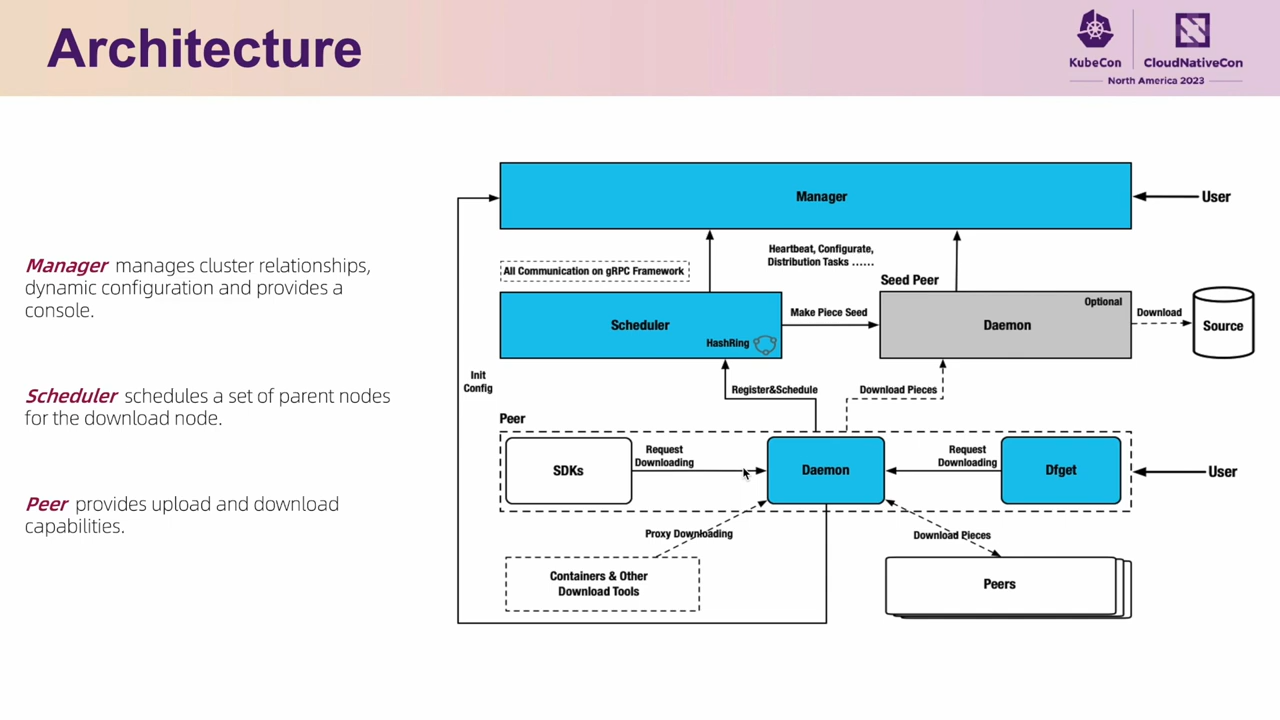 Architecture
KubeCon
CloudNativeCon
North America 2023
Manager manages cluster relationships,
dynamic configuration and provides a
console.
Scheduler schedules a set of parent nodes
for the download node.
Peer provides upload and download
capabilities.
Manager
User
Heartbeat, Configurate,
Distribution Tasks ......
All Communication on gRPC Framework
Seed Peer
Scheduler
HashRing
Make Piece Seed
Optional
Daemon
Download
Source
Init
Config
Register&Schedule
Download Pieces
Peer
SDKs
Request
Downloading
Daemon
Request
Downloading
Dfget
User
Proxy Downloading
Download Pieces
Containers & Other
Download Tools
Peers